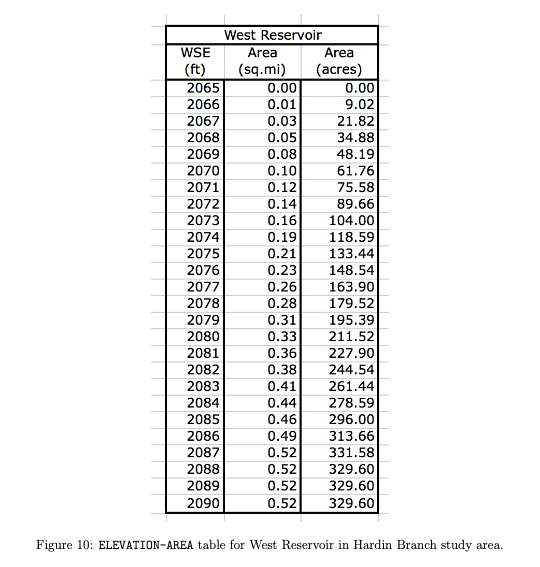 West Reservoir
WSE Area Area
(ft) (sq.mi) (acres)
2065 0.00 0.00
2066 0.01 9.02
2067 0.03 21.82
2068 0.05 34.88
2069 0.08 48.19
2070 0.10 61.76
2071 0.12 75.58
2072 0.14 89.66
2073 0.16 104.00
2074 0.19 118.59
2075 0.21 133.44
2076 0.23 148.54
2077 0.26 163.90
2078 0.28 179.52
2079 0.31 195.39
2080 0.33 211.52
2081 0.36 227.90
2082 0.38 244.54
2083 0.41 261.44
2084 0.44 278.59
2085 0.46 296.00
2086 0.49 313.66
2087 0.52 331.58
2088 0.52 329.60
2089 0.52 329.60
2090 0.52 329.60
Figure 10: ELEVATION-AREA table for West Reservoir in Hardin Branch study area.